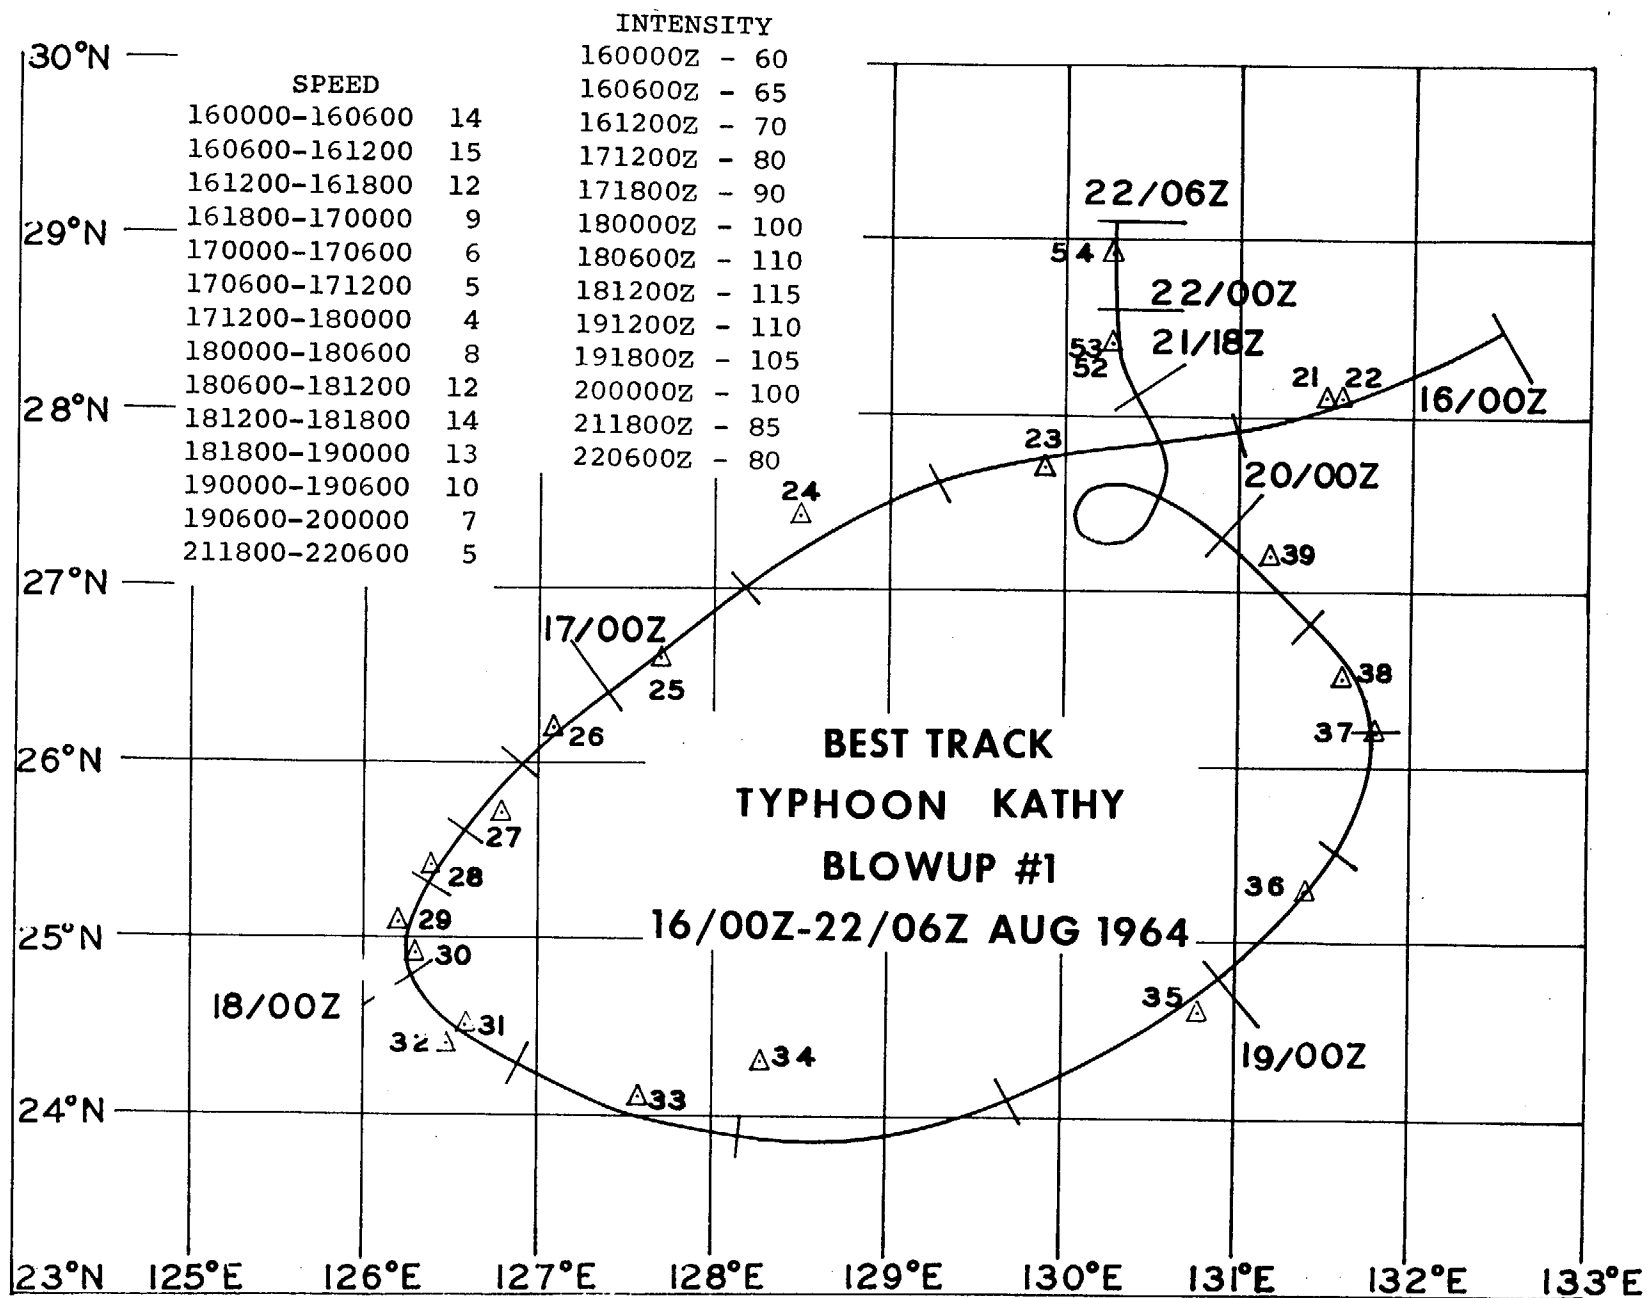 INTENSITY
160000Z - 60
160600Z - 65
161200Z - 70
171200Z - 80
171800Z - 90
180000Z - 100
180600Z - 110
181200Z - 115
191200Z - 110
191800Z - 105
200000Z - 100
211800Z - 85
220600Z - 80
SPEED
160000-160600 14
160600-161200 15
161200-161800 12
161800-170000 9
170000-170600 6
170600-171200 5
171200-180000 4
180000-180600 8
180600-181200 12
181200-181800 14
181800-190000 13
190000-190600 10
190600-200000 7
211800-220600 5
30°N
29°N
28°N
27°N
26°N
25°N
24°N
22/06Z
54
22/00Z
53
52
21/18Z
21 22
16/00Z
23
20/00Z
24
39
17/00Z
25
38
26
37
BEST TRACK
TYPHOON KATHY
BLOWUP #1
16/00Z-22/06Z AUG 1964
27
28
36
29
30
18/00Z
35
31
32
34
19/00Z
33
23°N 125°E 126°E 127°E 128°E 129°E 130°E 131°E 132°E 133°E